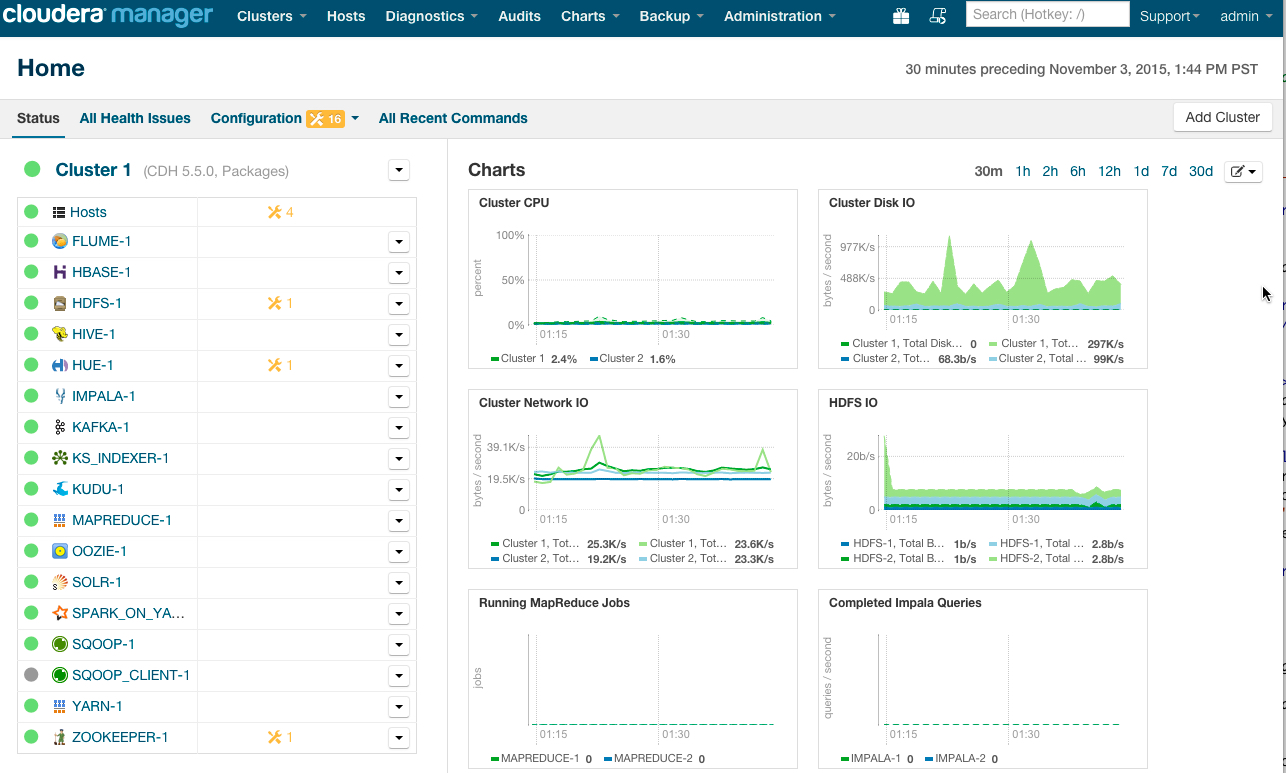 cloudera manager Clusters Hosts Diagnostics Audits Charts Backup Administration Search (Hotkey: /) Support admin
Home
30 minutes preceding November 3, 2015, 1:44 PM PST
Status All Health Issues Configuration 16 All Recent Commands Add Cluster
Cluster 1 (CDH 5.5.0, Packages)
Hosts 4
FLUME-1
HBASE-1
HDFS-1 1
HIVE-1
HUE-1 1
IMPALA-1
KAFKA-1
KS_INDEXER-1
KUDU-1
MAPREDUCE-1
OOZIE-1
SOLR-1
SPARK_ON_YA...
SQOOP-1
SQOOP_CLIENT-1
YARN-1
ZOOKEEPER-1 1
Charts 30m 1h 2h 6h 12h 1d 7d 30d
Cluster CPU
percent
100%
50%
0%
01:15 01:30
Cluster 1 2.4% Cluster 2 1.6%
Cluster Disk IO
bytes / second
977K/s
488K/s
0
01:15 01:30
Cluster 1, Total Disk... 0 Cluster 1, Tot... 297K/s
Cluster 2, Tot... 68.3b/s Cluster 2, Total ... 99K/s
Cluster Network IO
bytes / second
39.1K/s
19.5K/s
0
01:15 01:30
Cluster 1, Tot... 25.3K/s Cluster 1, Tot... 23.6K/s
Cluster 2, Tot... 19.2K/s Cluster 2, Tot... 23.3K/s
HDFS IO
bytes / second
20b/s
0
01:15 01:30
HDFS-1, Total B... 1b/s HDFS-1, Total ... 2.8b/s
HDFS-2, Total B... 1b/s HDFS-2, Total ... 2.8b/s
Running MapReduce Jobs
jobs
01:15 01:30
MAPREDUCE-1 0 MAPREDUCE-2 0
Completed Impala Queries
queries / second
01:15 01:30
IMPALA-1 0 IMPALA-2 0